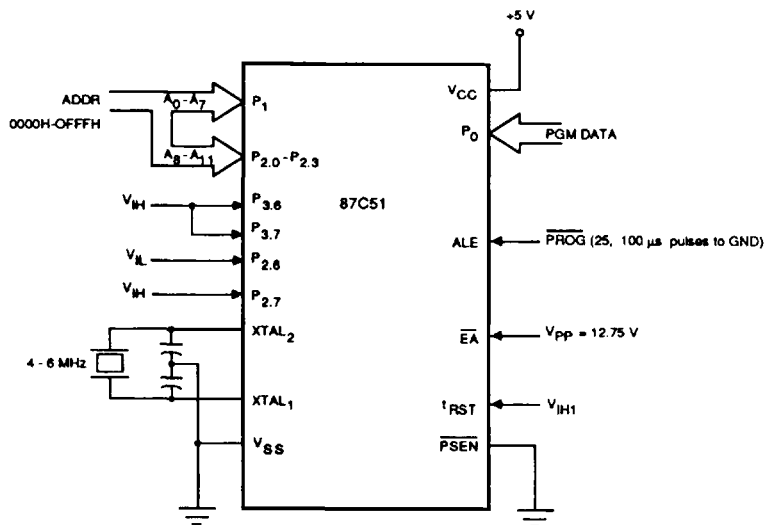 +5 V
ADDR
0000H-OFFFH
A0-A7
A8-A11
P1
P2.0-P2.3
VCC
P0
PGM DATA
87C51
VIH
P3.6
P3.7
VIL
P2.6
VIH
P2.7
ALE
PROG (25, 100 µs pulses to GND)
XTAL2
4 - 6 MHz
XTAL1
VSS
EA
VPP = 12.75 V
tRST
VIH1
PSEN